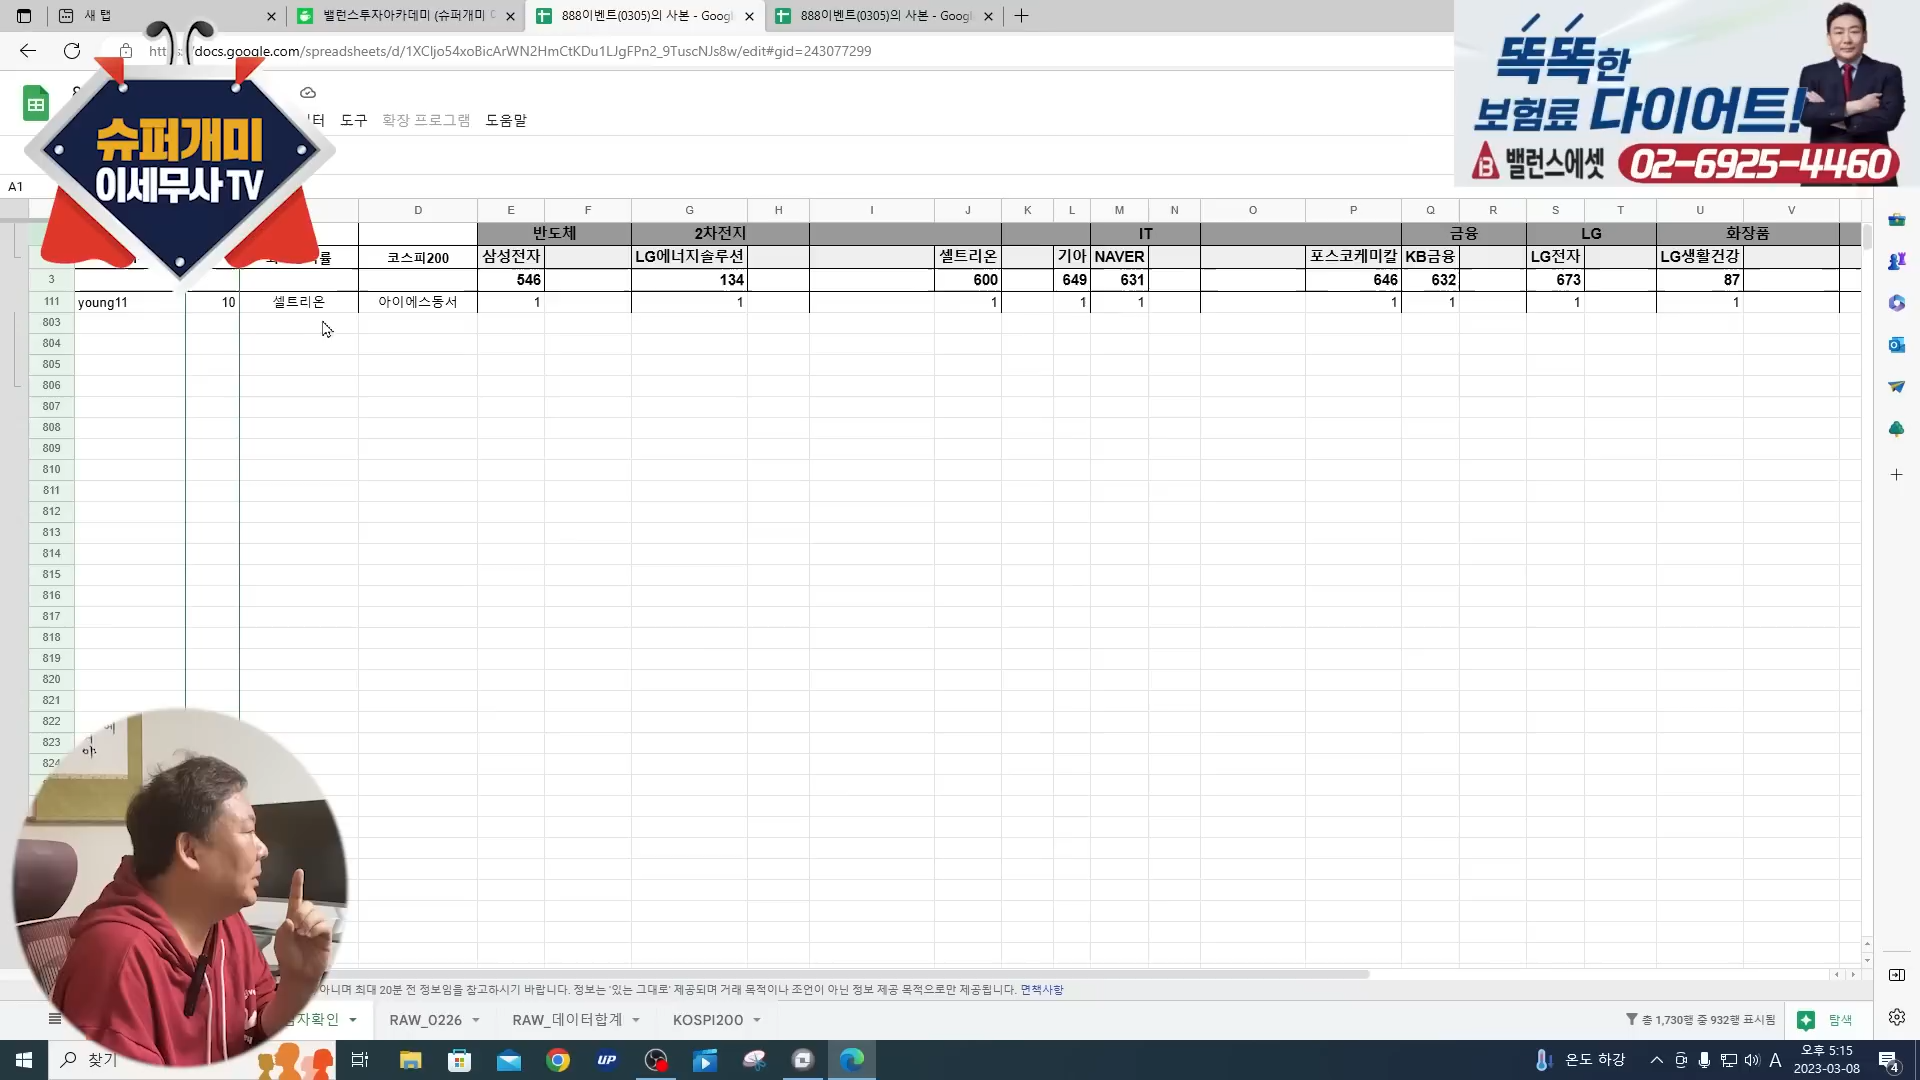 새 탭
밸런스투자아카데미 (슈퍼개미
888이벤트(0305)의 사본 - Goog
888이벤트(0305)의 사본 - Google
docs.google.com/spreadsheets/d/1XCIjo54xoBicArWN2HmCtKDu1LJgFPn2_9TuscNJs8w/edit#gid=243077299
똑똑한
보험료 다이어트!
밸런스에셋 02-6925-4460
슈퍼개미
이세무사TV
도구 확장 프로그램 도움말
A1
D E F G H I J K L M N O P Q R S T U V
반도체 2차전지 IT 금융 LG 화장품
률 코스피200 삼성전자 LG에너지솔루션 셀트리온 기아 NAVER 포스코케미칼 KB금융 LG전자 LG생활건강
3 546 134 600 649 631 646 632 673 87
111 young11 10 셀트리온 아이에스동서 1 1 1 1 1 1 1 1 1
803
804
805
806
807
808
809
810
811
812
813
814
815
816
817
818
819
820
821
822
823
824
아니며 최대 20분 전 정보임을 참고하시기 바랍니다. 정보는 '있는 그대로' 제공되며 거래 목적이나 조언이 아닌 정보 제공 목적으로만 제공됩니다. 면책사항
자확인 RAW_0226 RAW_데이터합계 KOSPI200
총 1,730행 중 932행 표시됨 탐색
찾기
UP
온도 하강 A 오후 5:15
2023-03-08
4